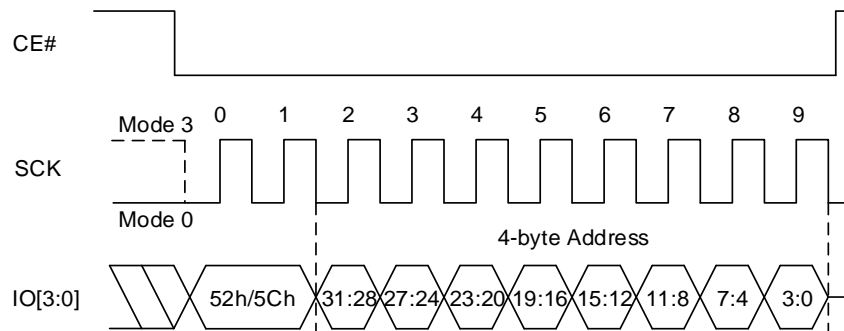 CE#
0 1 2 3 4 5 6 7 8 9
Mode 3
SCK
Mode 0
4-byte Address
IO[3:0] 52h/5Ch 31:28 27:24 23:20 19:16 15:12 11:8 7:4 3:0